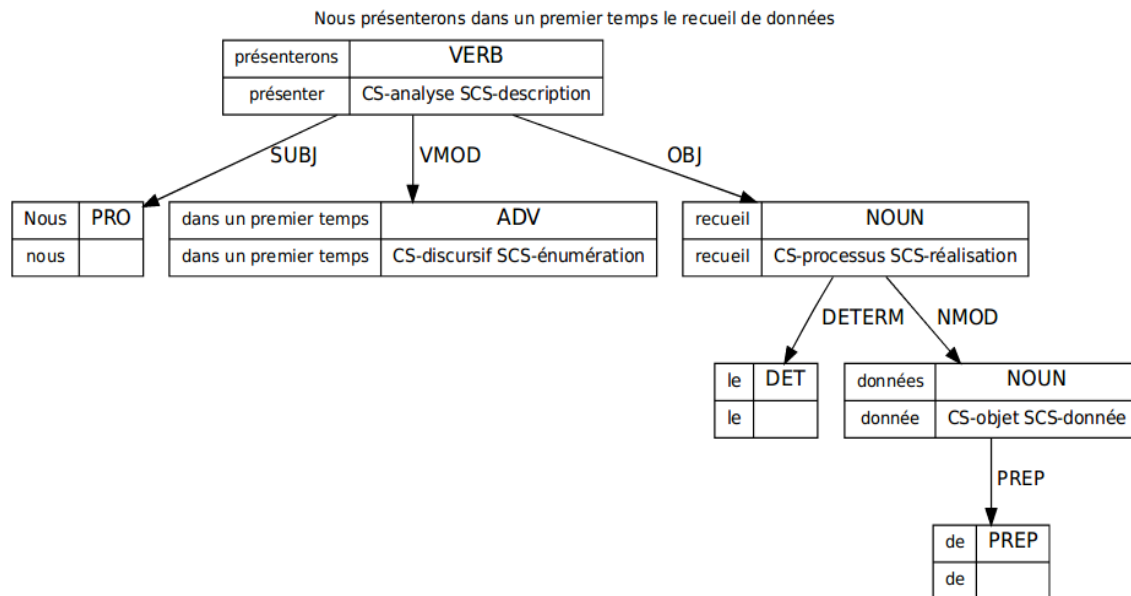 Nous présenterons dans un premier temps le recueil de données
présenterons VERB
présenter CS-analyse SCS-description
SUBJ VMOD OBJ
Nous PRO dans un premier temps ADV recueil NOUN
nous dans un premier temps CS-discursif SCS-énumération recueil CS-processus SCS-réalisation
DETERM NMOD
le DET données NOUN
le donnée CS-objet SCS-donnée
PREP
de PREP
de